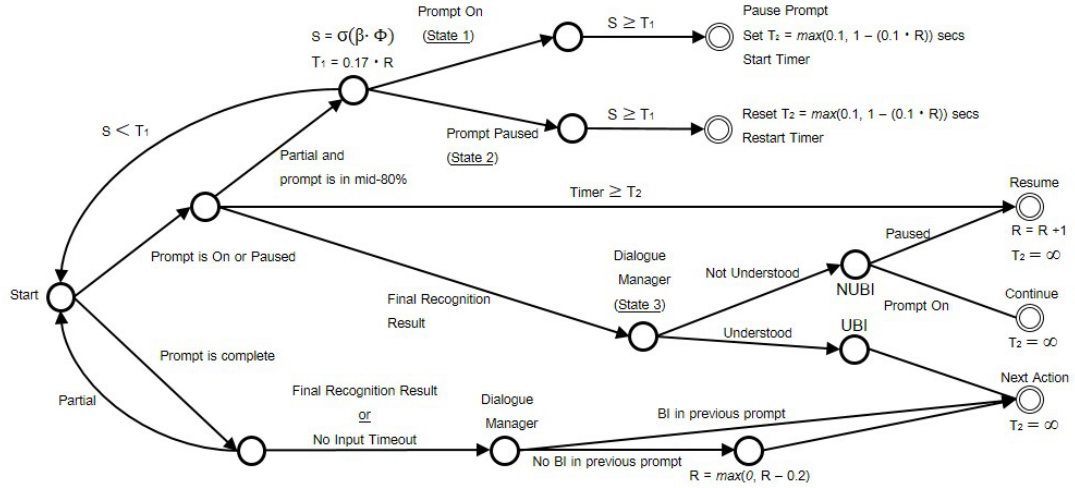 Prompt On
(State 1)
S ≥ T₁
Pause Prompt
Set T₂ = max(0.1, 1 – (0.1 · R)) secs
Start Timer
S = σ(β· Φ)
T₁ = 0.17 · R
S < T₁
Prompt Paused
(State 2)
S ≥ T₁
Reset T₂ = max(0.1, 1 – (0.1 · R)) secs
Restart Timer
Partial and
prompt is in mid-80%
Timer ≥ T₂
Resume
R = R +1
T₂ = ∞
Prompt is On or Paused
Start
Final Recognition
Result
Dialogue
Manager
(State 3)
Not Understood
Paused
NUBI
Prompt On
Continue
T₂ = ∞
Understood
UBI
Next Action
T₂ = ∞
Prompt is complete
Partial
Final Recognition Result
or
No Input Timeout
Dialogue
Manager
BI in previous prompt
No BI in previous prompt
R = max(0, R – 0.2)